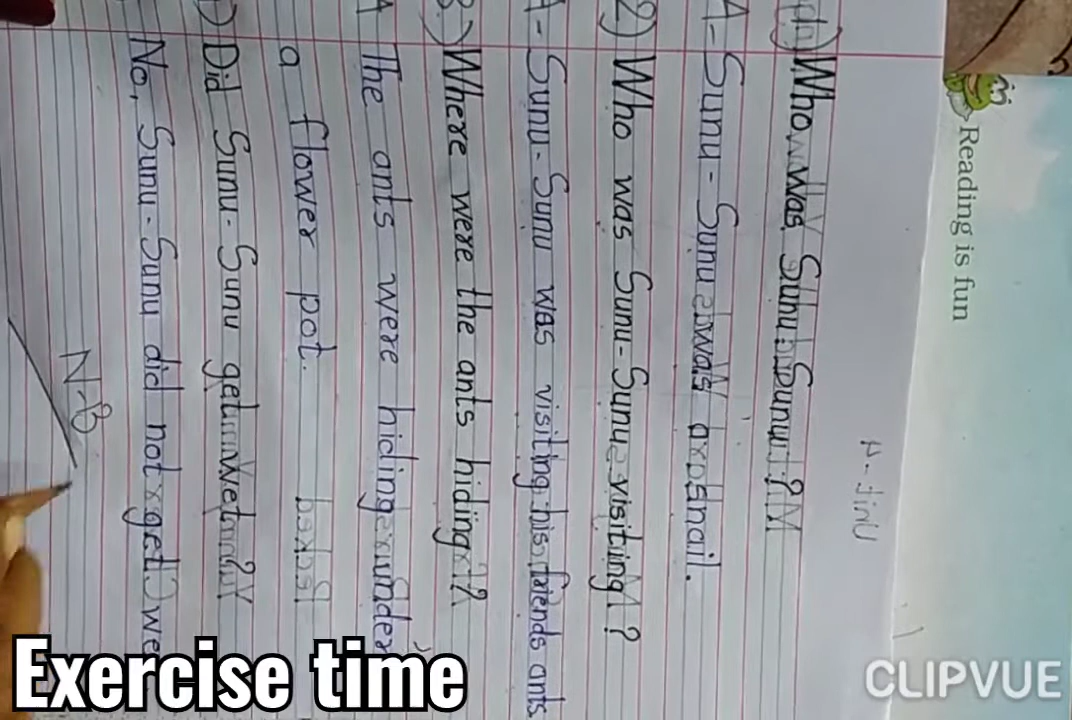 Reading is fun
1) Who was Sunu-Sunu?
A- Sunu-Sunu was a snail.
2) Who was Sunu-Sunu visiting?
A- Sunu-Sunu was visiting his friends ants.
3.) Where were the ants hiding?
A The ants were hiding under
a flower pot.
) Did Sunu-Sunu get wet?
No, Sunu-Sunu did not get we
N-B
Exercise time
CLIPVUE